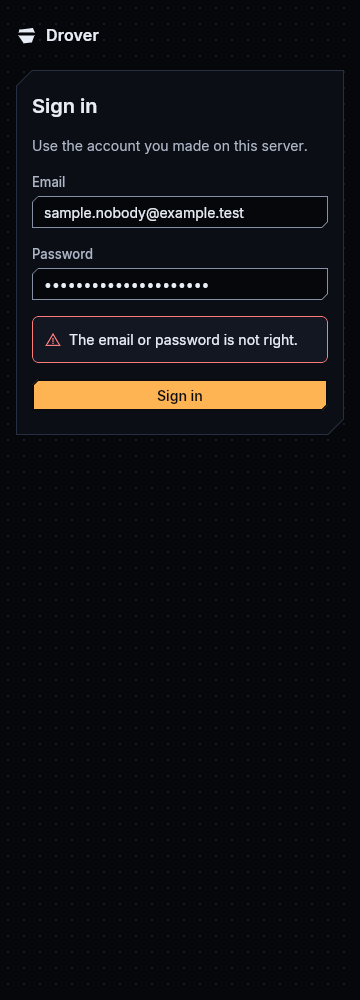 Drover
Sign in
Use the account you made on this server.
Email
sample.nobody@example.test
Password
●●●●●●●●●●●●●●●●●●●●●
The email or password is not right.
Sign in